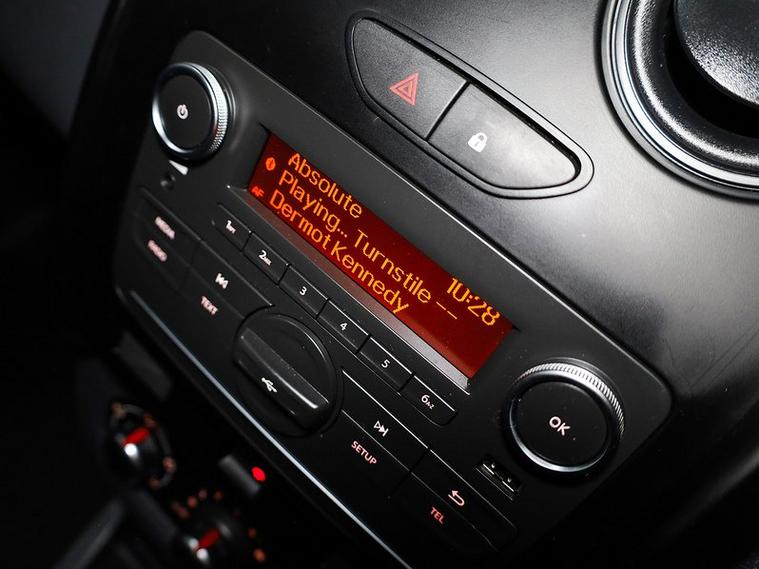 Absolute
10:28
Playing... Turnstile __
AF Dermot Kennedy
MEDIA
RADIO
1
2
3
4
5
6
TEXT
SETUP
TEL
OK